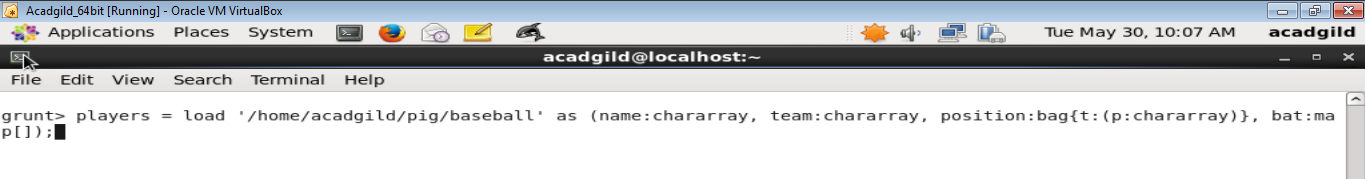 Acadgild_64bit [Running] - Oracle VM VirtualBox
Applications Places System Tue May 30, 10:07 AM acadgild
acadgild@localhost:~
File Edit View Search Terminal Help
grunt> players = load '/home/acadgild/pig/baseball' as (name:chararray, team:chararray, position:bag{t:(p:chararray)}, bat:ma
p[]);